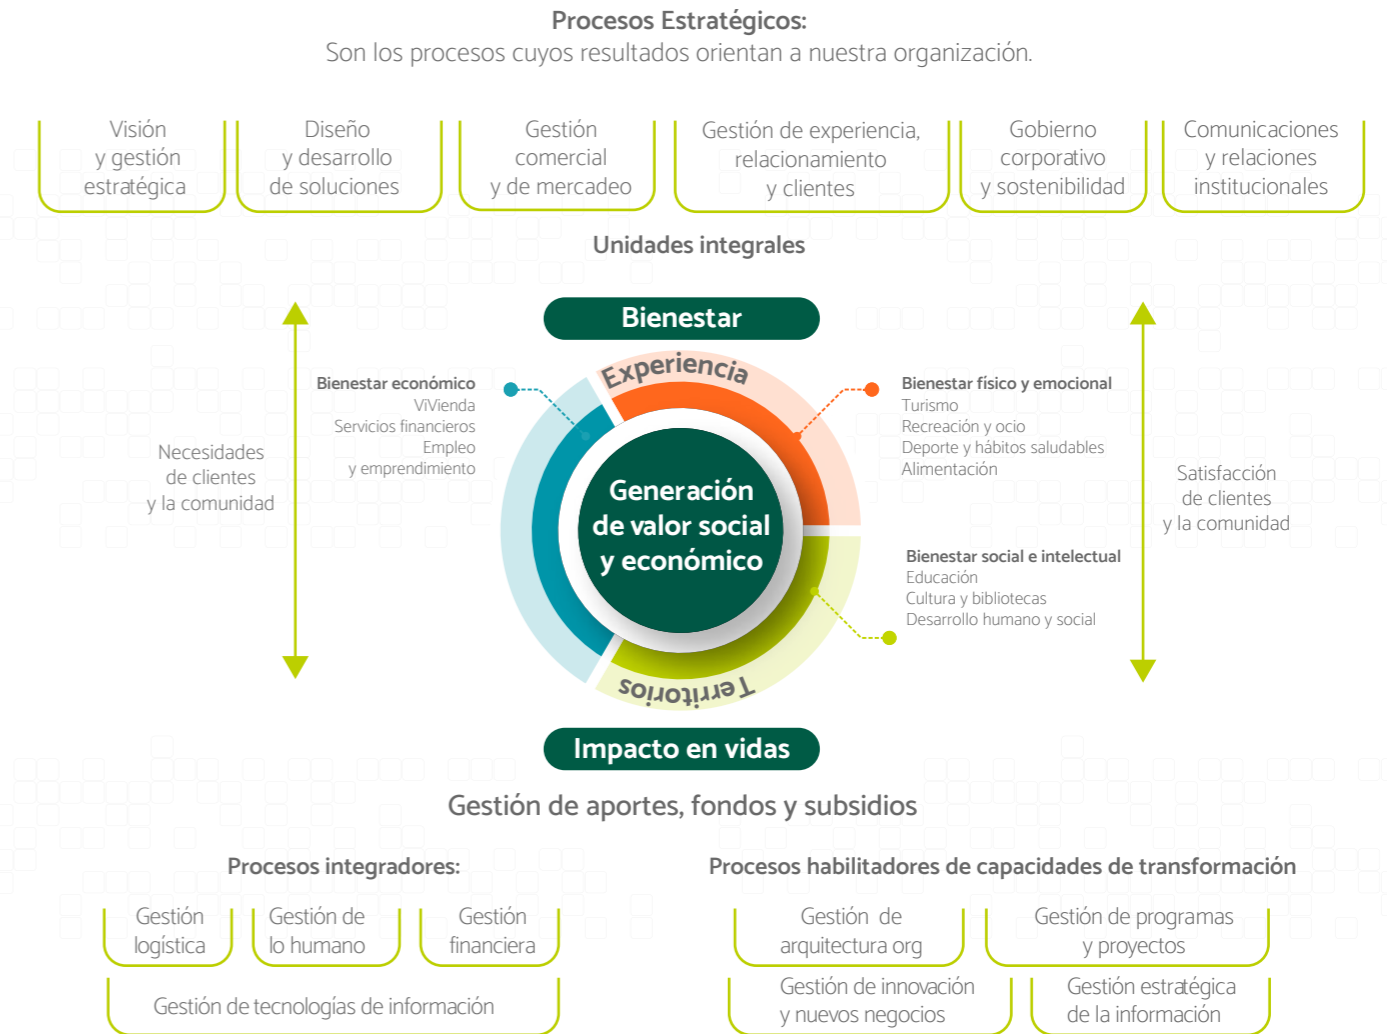 Procesos Estratégicos:
Son los procesos cuyos resultados orientan a nuestra organización.
Visión
y gestión
estratégica
Diseño
y desarrollo
de soluciones
Gestión
comercial
y de mercadeo
Gestión de experiencia,
relacionamiento
y clientes
Gobierno
corporativo
y sostenibilidad
Comunicaciones
y relaciones
institucionales
Unidades integrales
Bienestar
Experiencia
Necesidades
de clientes
y la comunidad
Bienestar económico
ViVienda
Servicios financieros
Empleo
y emprendimiento
Generación
de valor social
y económico
Bienestar físico y emocional
Turismo
Recreación y ocio
Deporte y hábitos saludables
Alimentación
Bienestar social e intelectual
Educación
Cultura y bibliotecas
Desarrollo humano y social
Satisfacción
de clientes
y la comunidad
Territorios
Impacto en vidas
Gestión de aportes, fondos y subsidios
Procesos integradores:
Gestión
logística
Gestión de
lo humano
Gestión
financiera
Gestión de tecnologías de información
Procesos habilitadores de capacidades de transformación
Gestión de
arquitectura org
Gestión de programas
y proyectos
Gestión de innovación
y nuevos negocios
Gestión estratégica
de la información